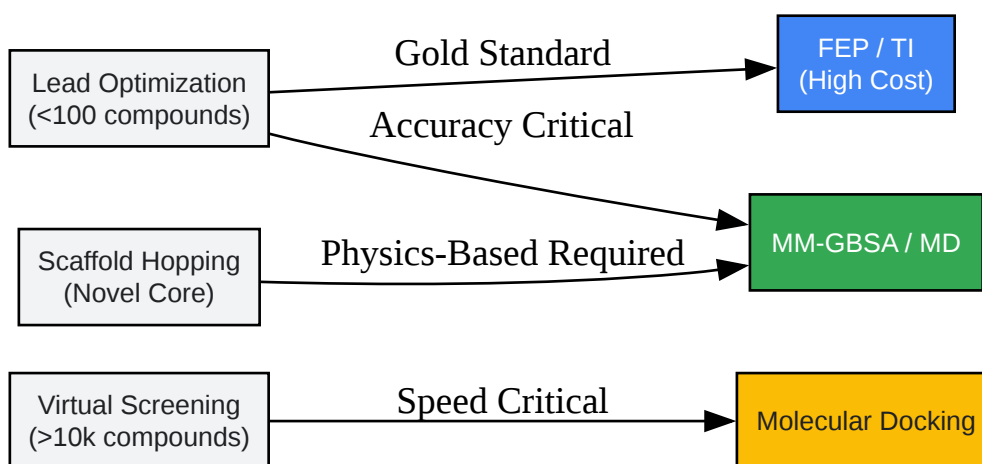 Lead Optimization
(<100 compounds)
Gold Standard
FEP / TI
(High Cost)
Accuracy Critical
Scaffold Hopping
(Novel Core)
Physics-Based Required
MM-GBSA / MD
Virtual Screening
(>10k compounds)
Speed Critical
Molecular Docking